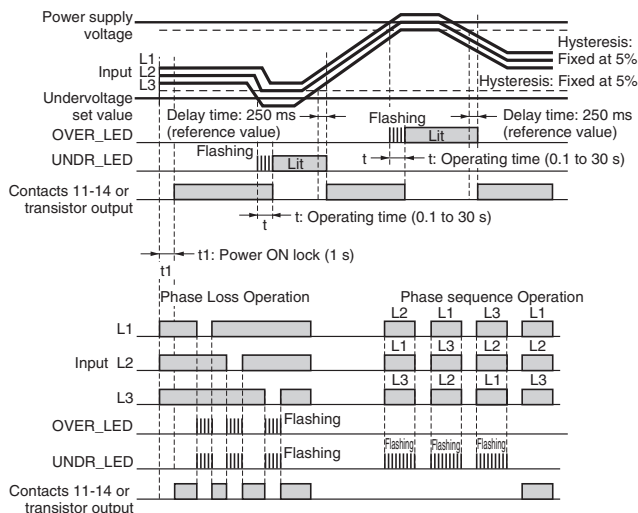 Power supply
voltage
L1
Input L2
L3
Hysteresis:
Fixed at 5%
Hysteresis: Fixed at 5%
Undervoltage
set value
Delay time: 250 ms
(reference value)
Delay time: 250 ms
(reference value)
OVER_LED
Flashing
Lit
UNDR_LED
Flashing
Lit
t
t: Operating time (0.1 to 30 s)
Contacts 11-14 or
transistor output
t: Operating time (0.1 to 30 s)
t
t1: Power ON lock (1 s)
t1
Phase Loss Operation
Phase sequence Operation
L1
L2
L1
L3
L1
Input L2
L1
L3
L2
L2
L3
L3
L2
L1
L3
OVER_LED
Flashing
UNDR_LED
Flashing
Flashing
Flashing
Flashing
Contacts 11-14 or
transistor output